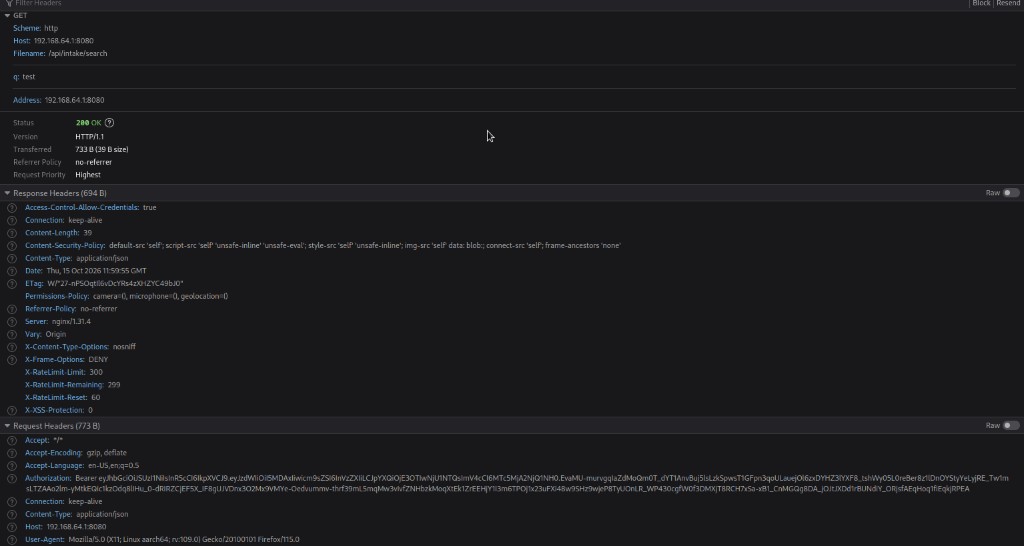 Filter Headers
Block
Resend
GET
Scheme: http
Host: 192.168.64.1:8080
Filename: /api/intake/search
q: test
Address: 192.168.64.1:8080
Status 200 OK
Version HTTP/1.1
Transferred 733 B (39 B size)
Referrer Policy no-referrer
Request Priority Highest
Response Headers (694 B)
Raw
Access-Control-Allow-Credentials: true
Connection: keep-alive
Content-Length: 39
Content-Security-Policy: default-src 'self'; script-src 'self' 'unsafe-inline' 'unsafe-eval'; style-src 'self' 'unsafe-inline'; img-src 'self' data: blob:; connect-src 'self'; frame-ancestors 'none'
Content-Type: application/json
Date: Thu, 15 Oct 2026 11:59:55 GMT
ETag:
Permissions-Policy: camera=(), microphone=(), geolocation=()
Referrer-Policy: no-referrer
Server: nginx/1.31.4
Vary: Origin
X-Content-Type-Options: nosniff
X-Frame-Options: DENY
X-RateLimit-Limit: 300
X-RateLimit-Remaining: 299
X-RateLimit-Reset: 60
X-XSS-Protection: 0
Request Headers (773 B)
Raw
Accept: */*
Accept-Encoding: gzip, deflate
Accept-Language: en-US,en;q=0.5
Authorization: Bearer
Connection: keep-alive
Content-Type: application/json
Host: 192.168.64.1:8080
User-Agent: Mozilla/5.0 (X11; Linux aarch64; rv:109.0) Gecko/20100101 Firefox/115.0